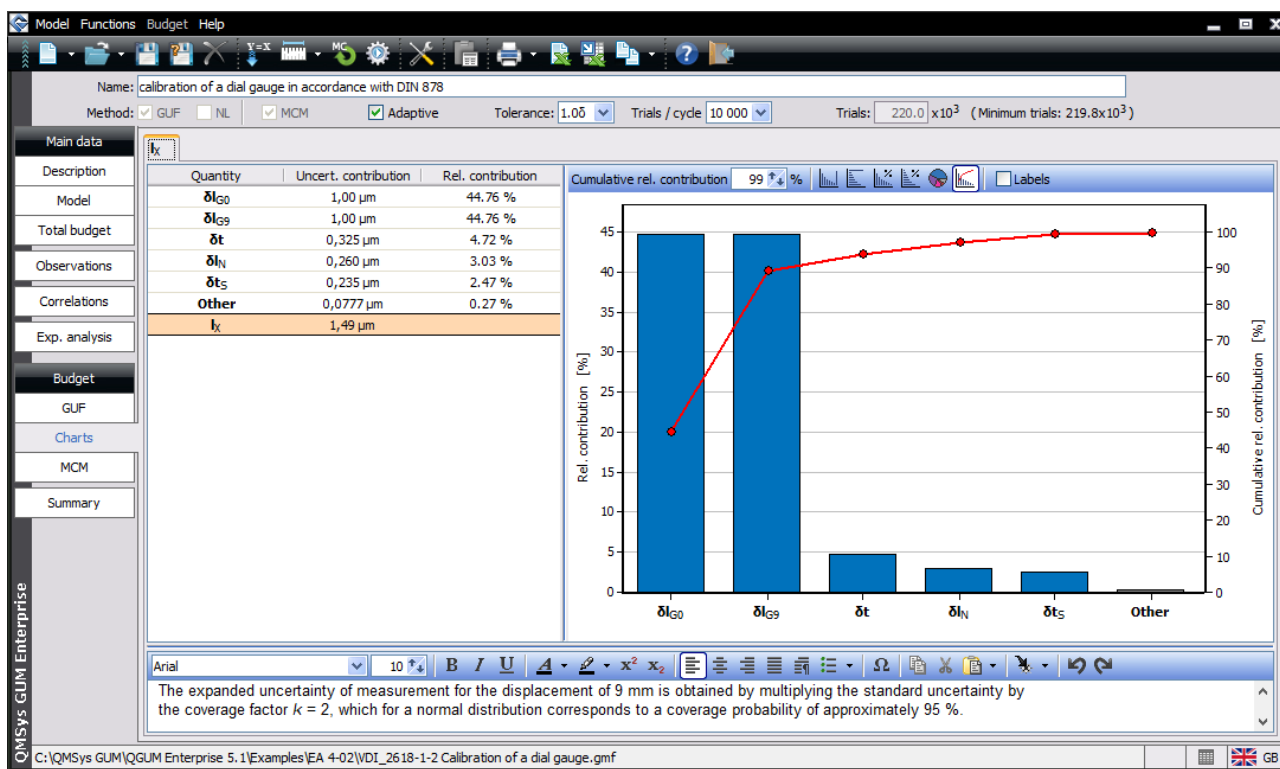 Model Functions Budget Help
Y=X MC
Name: calibration of a dial gauge in accordance with DIN 878
Method: GUF NL MCM Adaptive Tolerance: 1.0δ Trials / cycle 10 000 Trials: 220.0 x10³ (Minimum trials: 219.8x10³)
Main data
Description
Model
Total budget
Observations
Correlations
Exp. analysis
Budget
GUF
Charts
MCM
Summary
QMSys GUM Enterprise
lX
Quantity Uncert. contribution Rel. contribution
δlG0 1,00 µm 44.76 %
δlG9 1,00 µm 44.76 %
δt 0,325 µm 4.72 %
δlN 0,260 µm 3.03 %
δtS 0,235 µm 2.47 %
Other 0,0777 µm 0.27 %
lX 1,49 µm
Cumulative rel. contribution 99 % Labels
Rel. contribution [%]
45
40
35
30
25
20
15
10
5
0
100
90
80
70
60
50
40
30
20
10
0
Cumulative rel. contribution [%]
δlG0 δlG9 δt δlN δtS Other
Arial 10 B I U A x² x₂ Ω
The expanded uncertainty of measurement for the displacement of 9 mm is obtained by multiplying the standard uncertainty by
the coverage factor k = 2, which for a normal distribution corresponds to a coverage probability of approximately 95 %.
C:\QMSys GUM\QGUM Enterprise 5.1\Examples\EA 4-02\VDI_2618-1-2 Calibration of a dial gauge.gmf GB